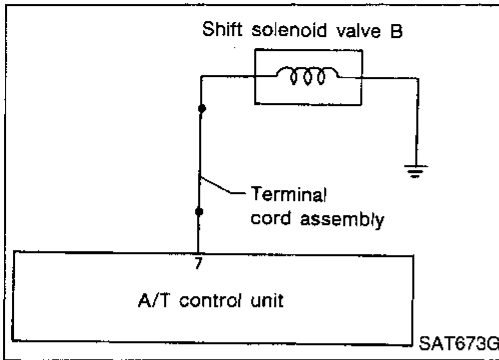 Shift solenoid valve B
Terminal
cord assembly
7
A/T control unit
SAT673G